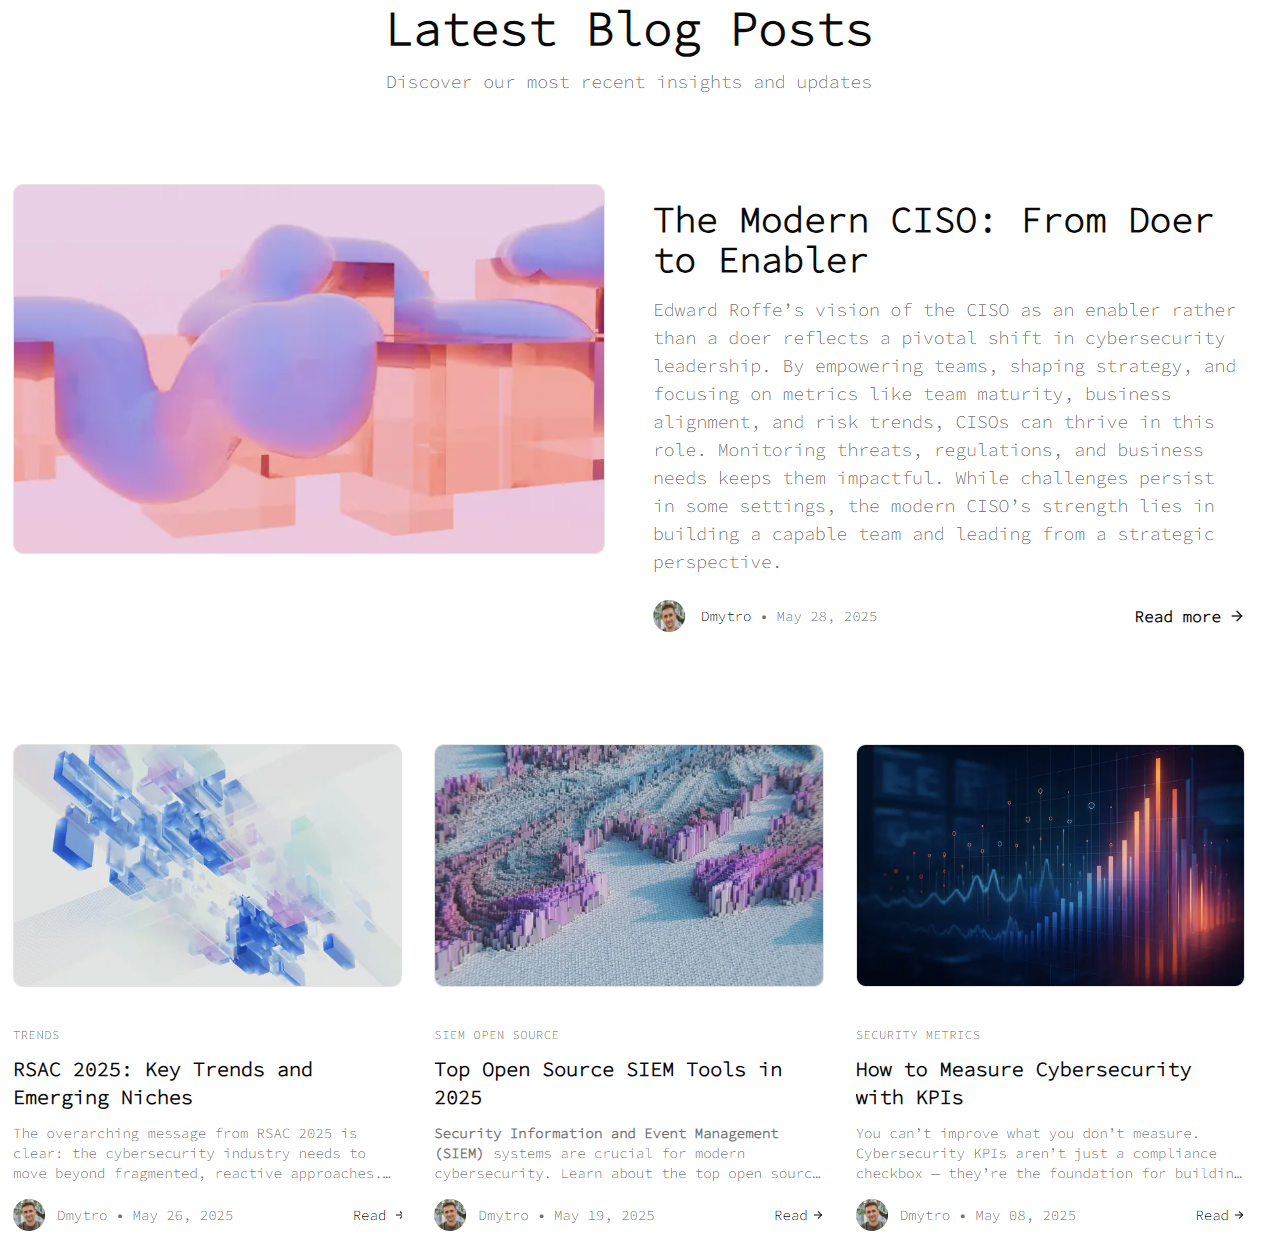 Latest Blog Posts
Discover our most recent insights and updates
The Modern CISO: From Doer
to Enabler
Edward Roffe’s vision of the CISO as an enabler rather
than a doer reflects a pivotal shift in cybersecurity
leadership. By empowering teams, shaping strategy, and
focusing on metrics like team maturity, business
alignment, and risk trends, CISOs can thrive in this
role. Monitoring threats, regulations, and business
needs keeps them impactful. While challenges persist
in some settings, the modern CISO’s strength lies in
building a capable team and leading from a strategic
perspective.
Dmytro • May 28, 2025
Read more →
TRENDS
RSAC 2025: Key Trends and
Emerging Niches
The overarching message from RSAC 2025 is
clear: the cybersecurity industry needs to
move beyond fragmented, reactive approaches.…
Dmytro • May 26, 2025
Read →
SIEM OPEN SOURCE
Top Open Source SIEM Tools in
2025
Security Information and Event Management
(SIEM) systems are crucial for modern
cybersecurity. Learn about the top open sourc…
Dmytro • May 19, 2025
Read →
SECURITY METRICS
How to Measure Cybersecurity
with KPIs
You can’t improve what you don’t measure.
Cybersecurity KPIs aren’t just a compliance
checkbox — they’re the foundation for buildin…
Dmytro • May 08, 2025
Read →